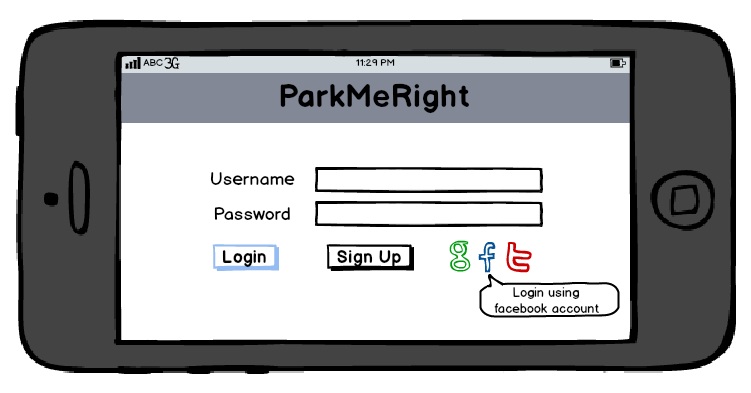 ABC 3G 11:29 PM
ParkMeRight
Username
Password
Login Sign Up g f t
Login using
facebook account